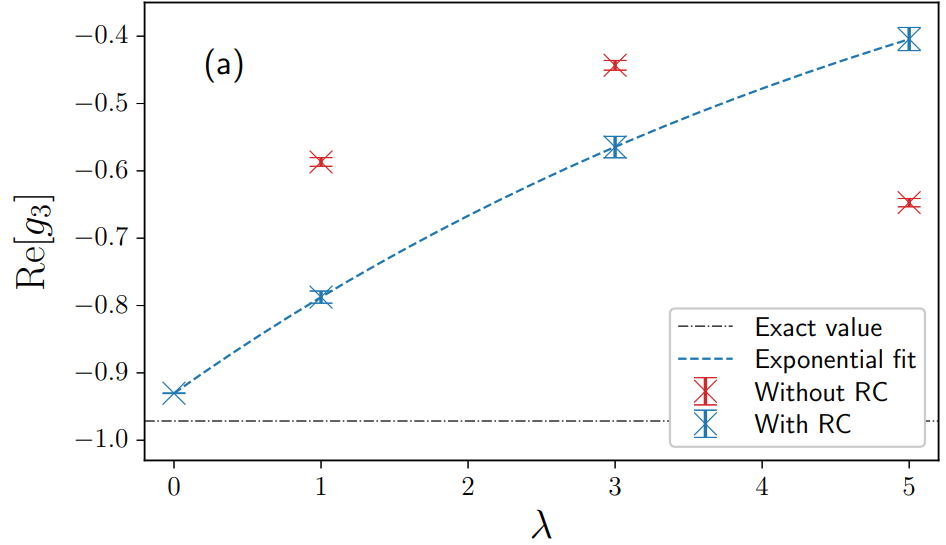 (a)
Re[g₃]
−0.4
−0.5
−0.6
−0.7
−0.8
−0.9
−1.0
0 1 2 3 4 5
λ
Exact value
Exponential fit
Without RC
With RC